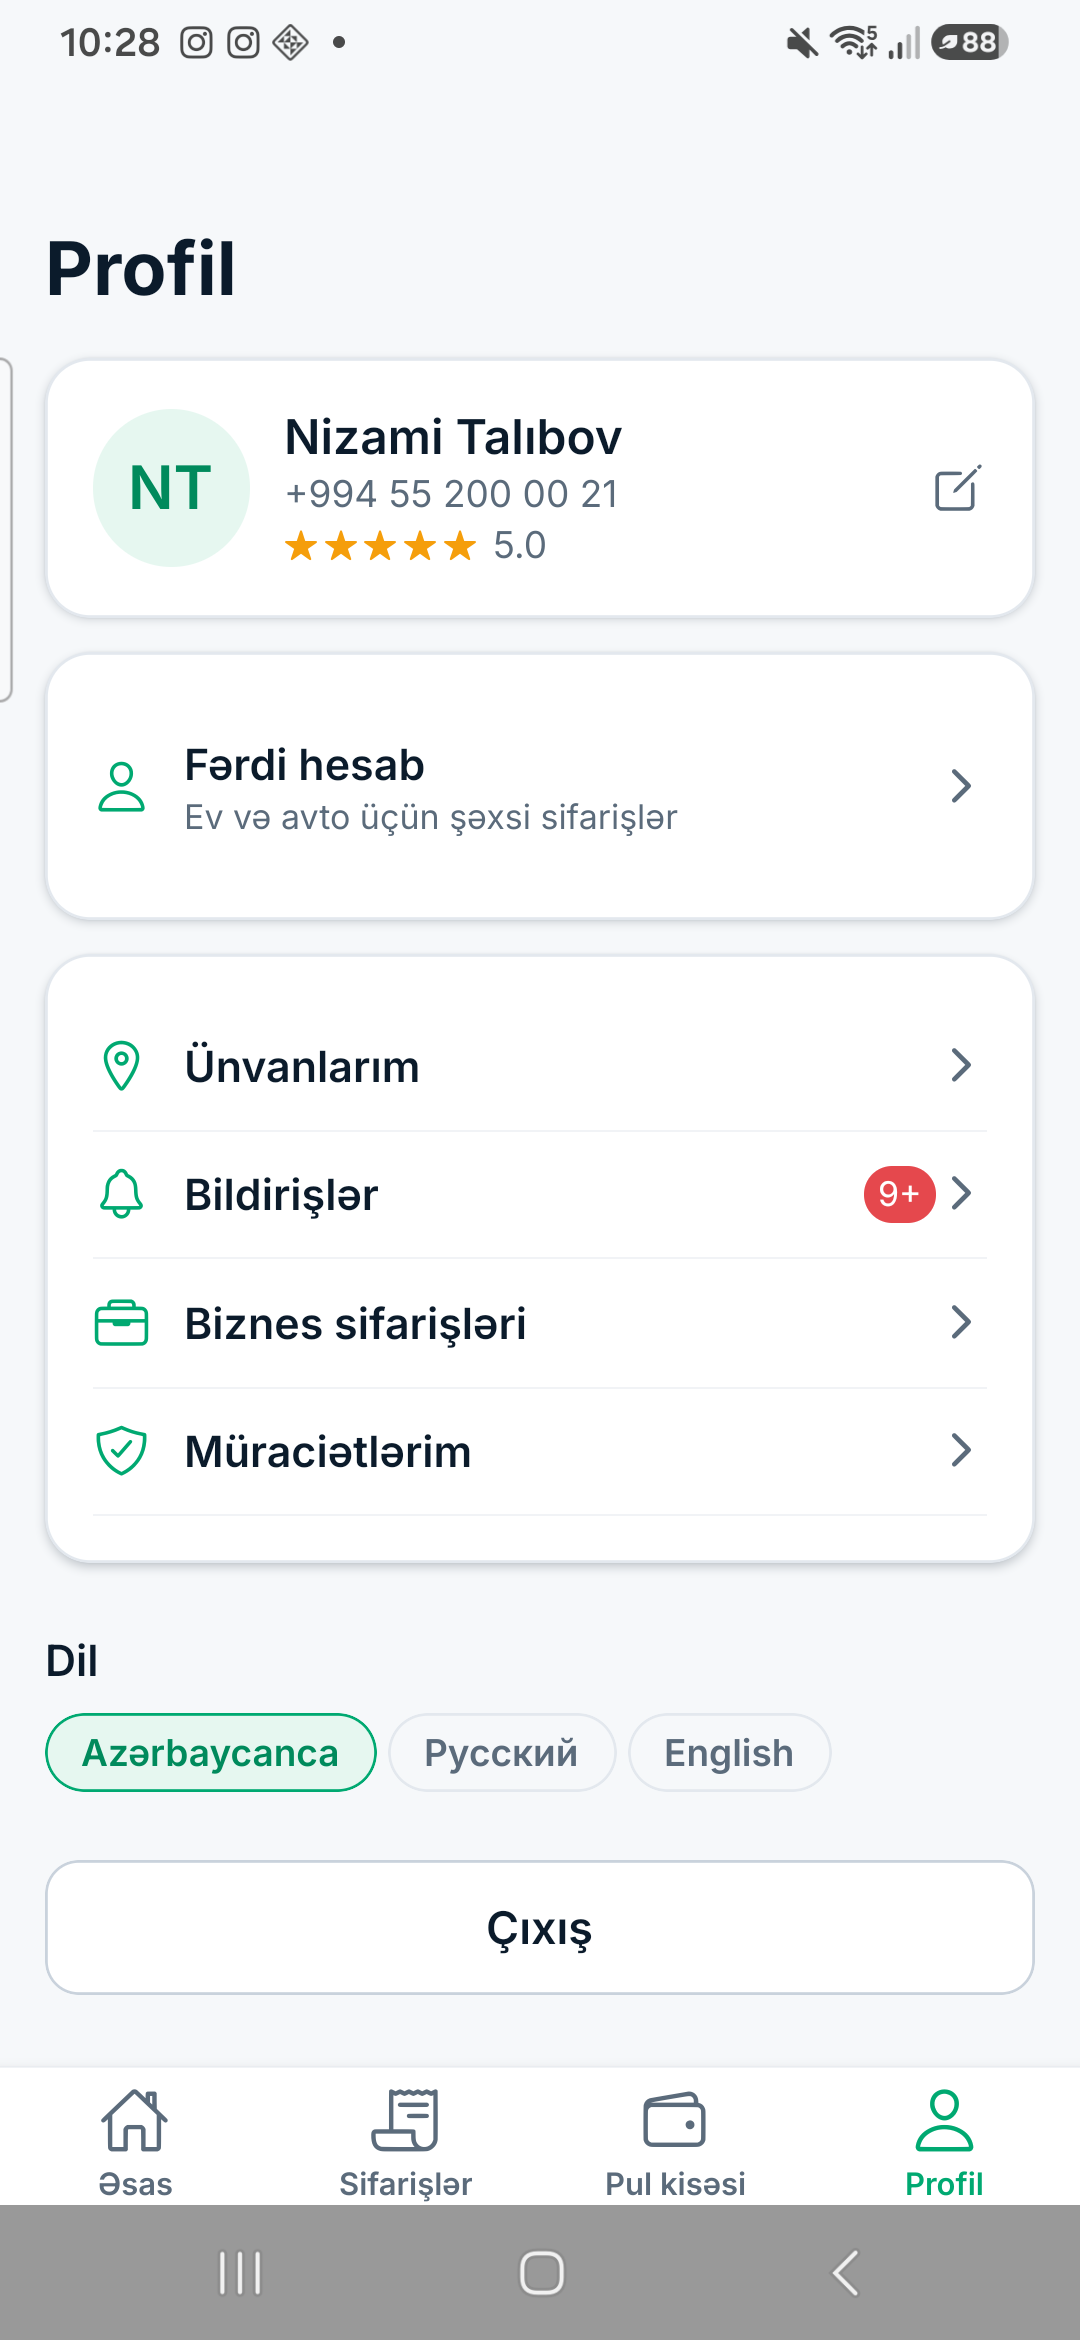 10:28
5
88
Profil
NT
Nizami Talıbov
+994 55 200 00 21
5.0
Fərdi hesab
Ev və avto üçün şəxsi sifarişlər
Ünvanlarım
Bildirişlər 9+
Biznes sifarişləri
Müraciətlərim
Dil
Azərbaycanca Русский English
Çıxış
Əsas Sifarişlər Pul kisəsi Profil